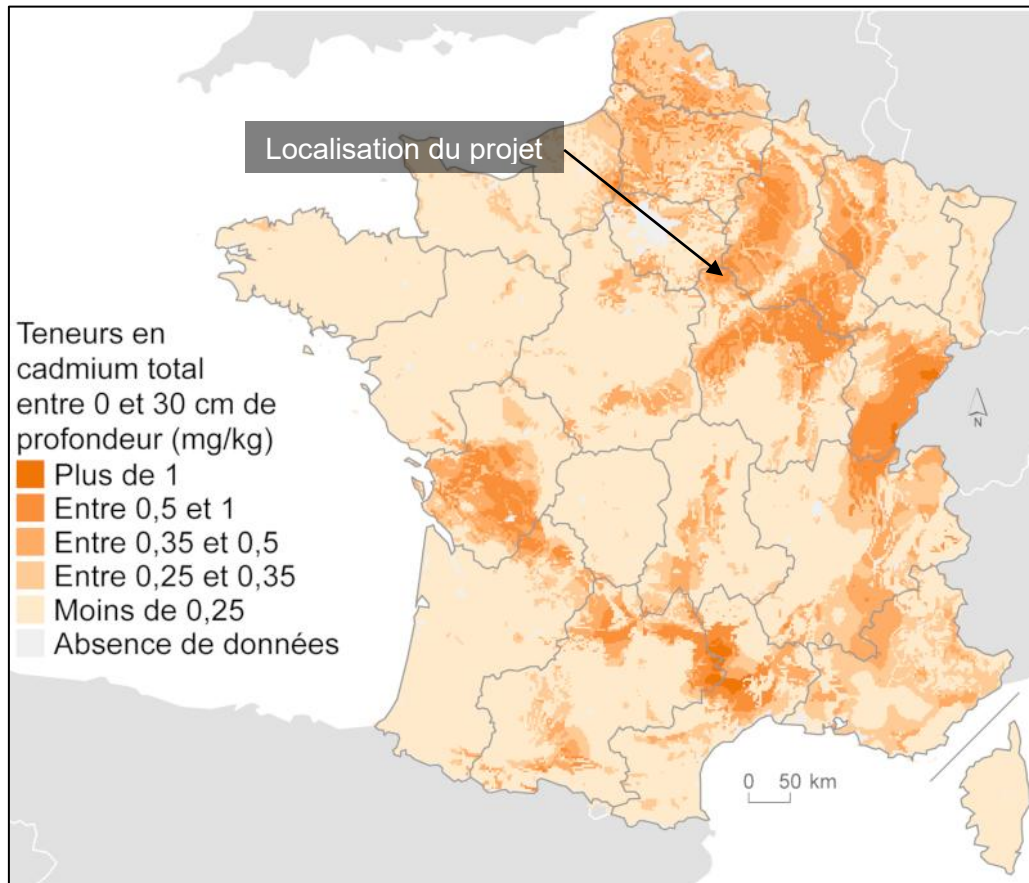 Localisation du projet
Teneurs en
cadmium total
entre 0 et 30 cm de
profondeur (mg/kg)
Plus de 1
Entre 0,5 et 1
Entre 0,35 et 0,5
Entre 0,25 et 0,35
Moins de 0,25
Absence de données
N
0 50 km